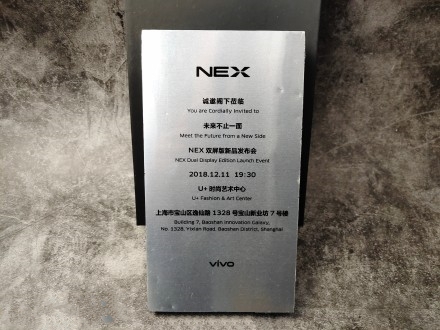 NEX
诚邀阁下莅临
You are Cordially Invited to
未来不止一面
Meet the Future from a New Side
NEX 双屏版新品发布会
NEX Dual Display Edition Launch Event
2018.12.11 19:30
U+ 时尚艺术中心
U+ Fashion & Art Center
上海市宝山区逸仙路 1328 号宝山新业坊 7 号楼
Building 7, Baoshan Innovation Galaxy,
No. 1328, Yixian Road, Baoshan District, Shanghai
vivo